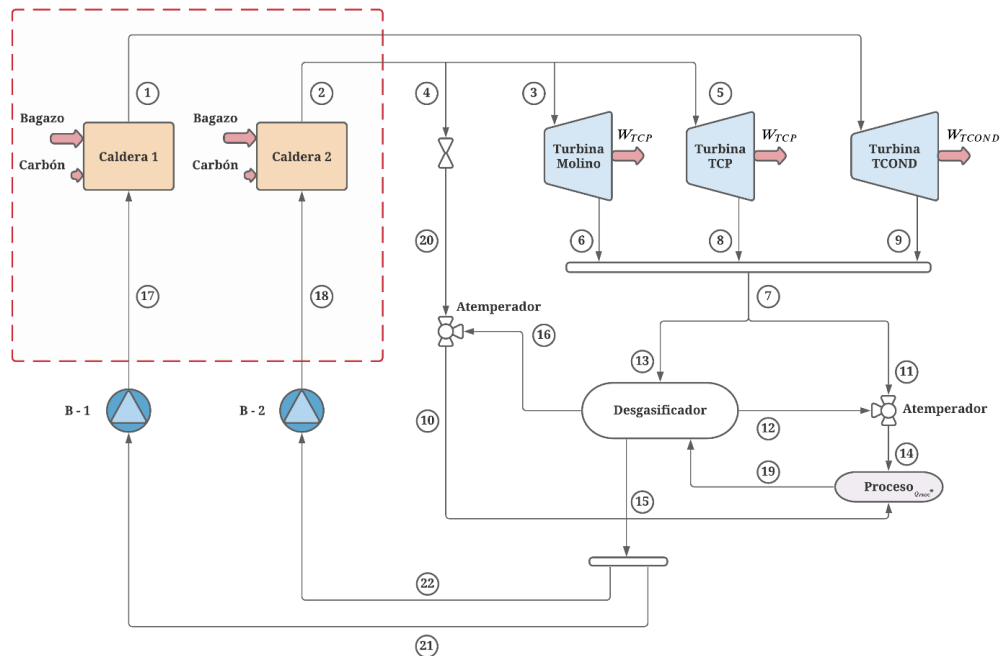 1
2
4
3
5
Bagazo
Bagazo
W_TCP
W_TCP
W_TCOND
Carbón
Caldera 1
Carbón
Caldera 2
Turbina
Molino
Turbina
TCP
Turbina
TCOND
20
6
8
9
17
18
7
Atemperador
16
13
11
B - 1
B - 2
10
Desgasificador
12
Atemperador
14
19
Proceso
15
22
21